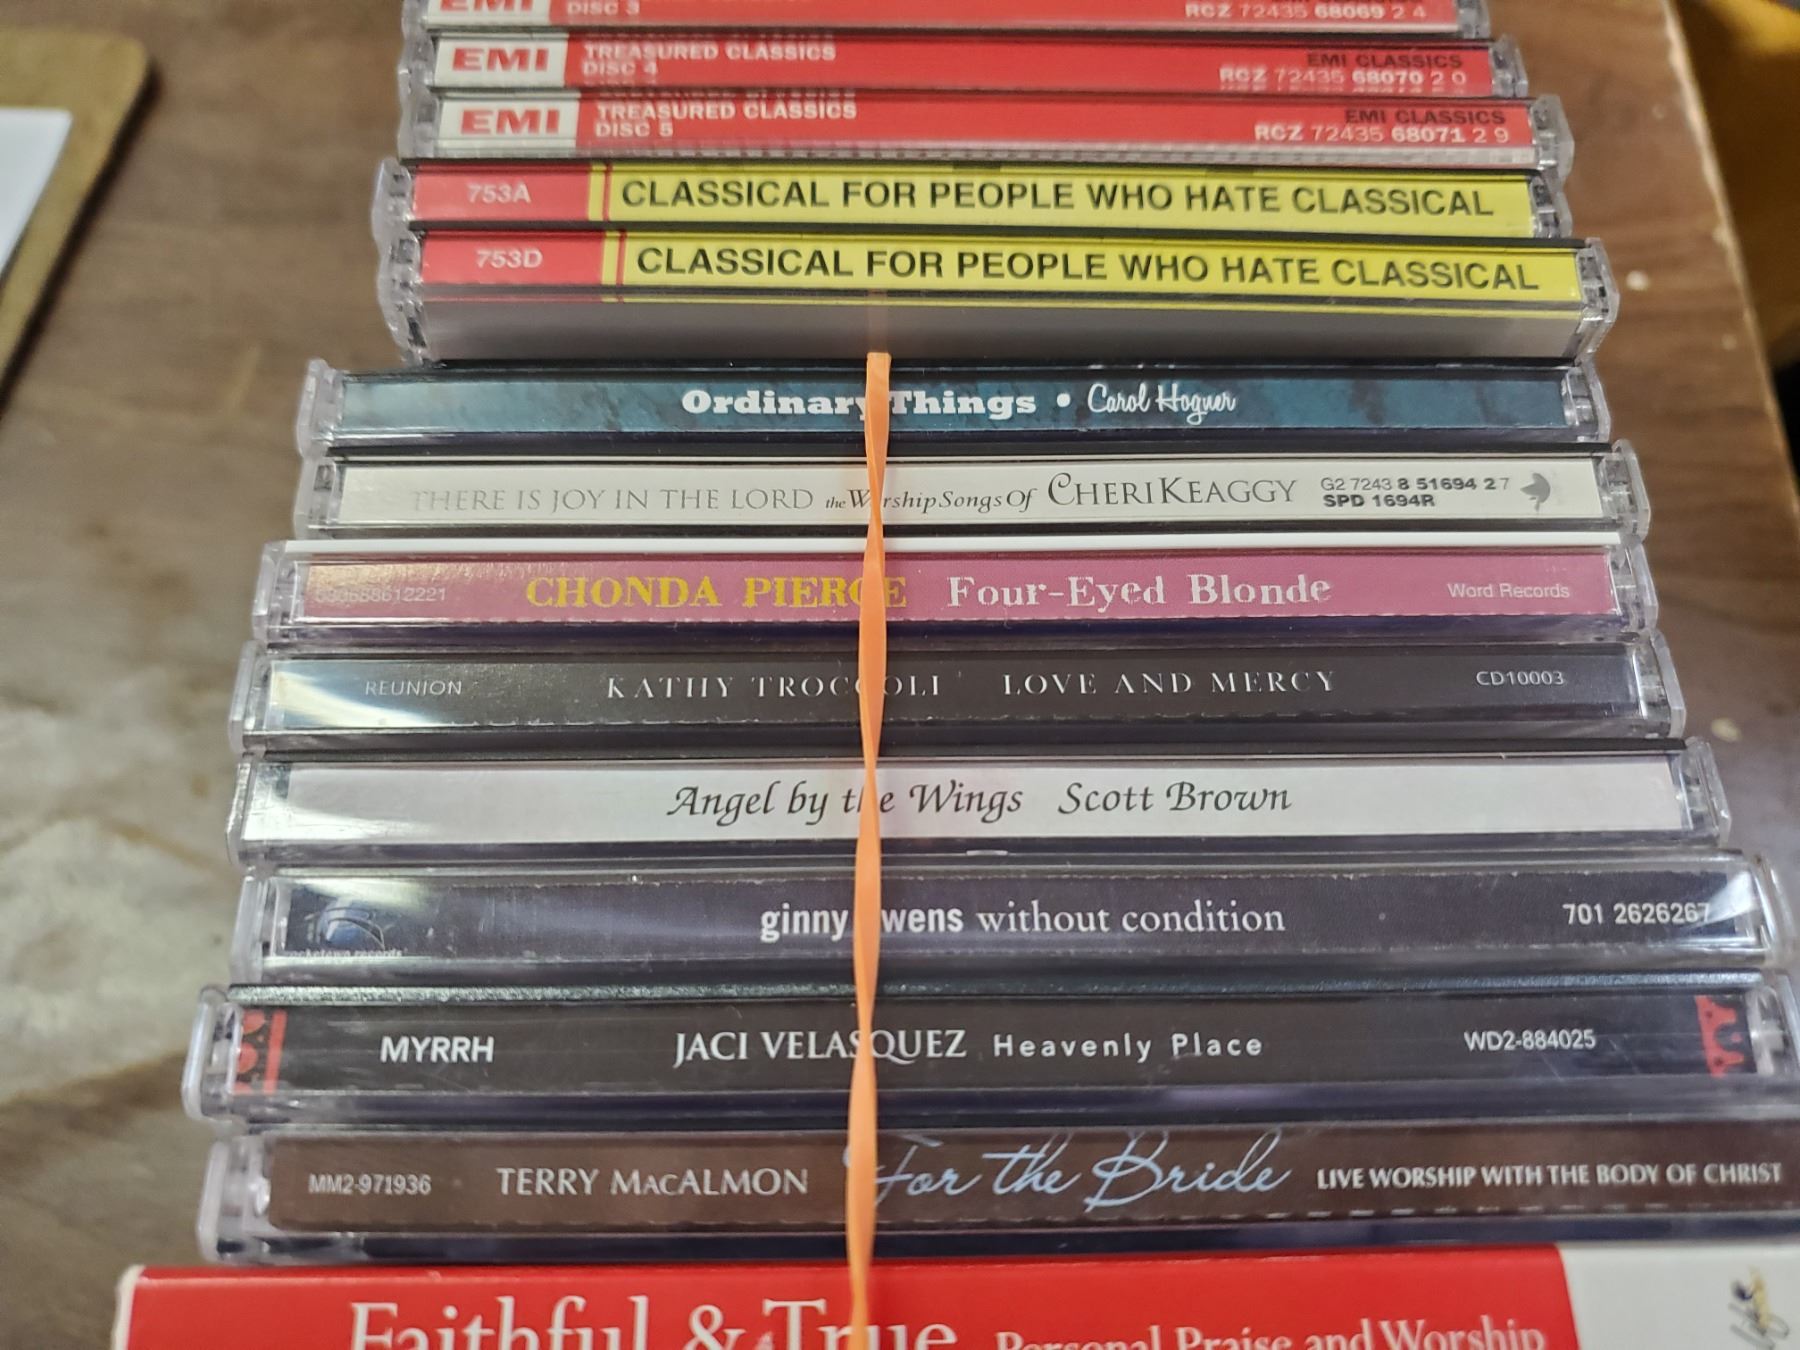 EMI DISC 3 RCZ 72435 68069 2 4
EMI TREASURED CLASSICS EMI CLASSICS
DISC 4 RCZ 72435 68070 2 0
EMI TREASURED CLASSICS EMI CLASSICS
DISC 5 RCZ 72435 68071 2 9
753A CLASSICAL FOR PEOPLE WHO HATE CLASSICAL
753D CLASSICAL FOR PEOPLE WHO HATE CLASSICAL
Ordinary Things • Carol Hogner
THERE IS JOY IN THE LORD the Worship Songs Of CHERI KEAGGY G2 7243 8 51694 2 7
SPD 1694R
CHONDA PIERCE Four-Eyed Blonde Word Records
REUNION KATHY TROCCOLI LOVE AND MERCY CD10003
Angel by the Wings Scott Brown
ginny owens without condition 701 2626267
MYRRH JACI VELASQUEZ Heavenly Place WD2-884025
MM2-971936 TERRY MACALMON For the Bride LIVE WORSHIP WITH THE BODY OF CHRIST
Faithful & True Personal Praise and Worship